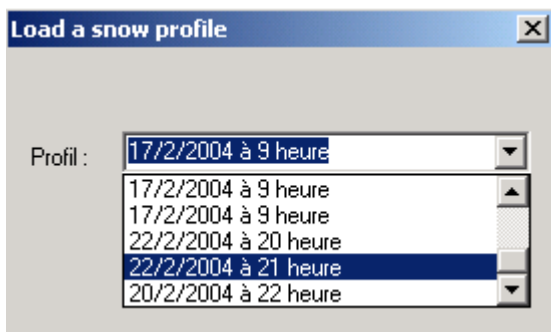 Load a snow profile
Profil :
17/2/2004 à 9 heure
17/2/2004 à 9 heure
17/2/2004 à 9 heure
22/2/2004 à 20 heure
22/2/2004 à 21 heure
20/2/2004 à 22 heure